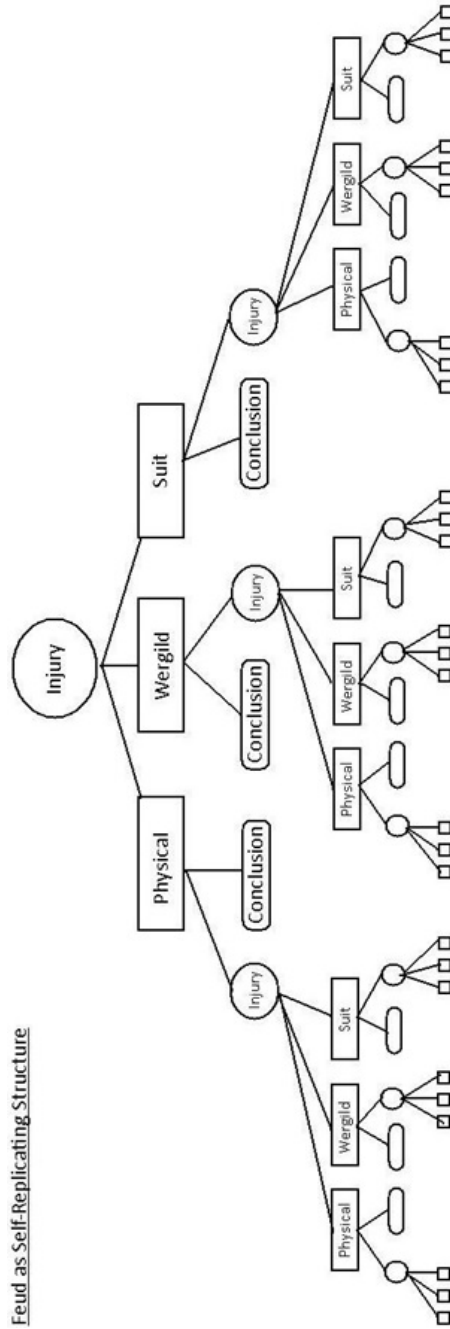 Feud as Self-Replicating Structure
Injury
Physical
Wergild
Suit
Injury
Conclusion
Conclusion
Injury
Conclusion
Injury
Physical
Wergild
Suit
Physical
Wergild
Suit
Physical
Wergild
Suit